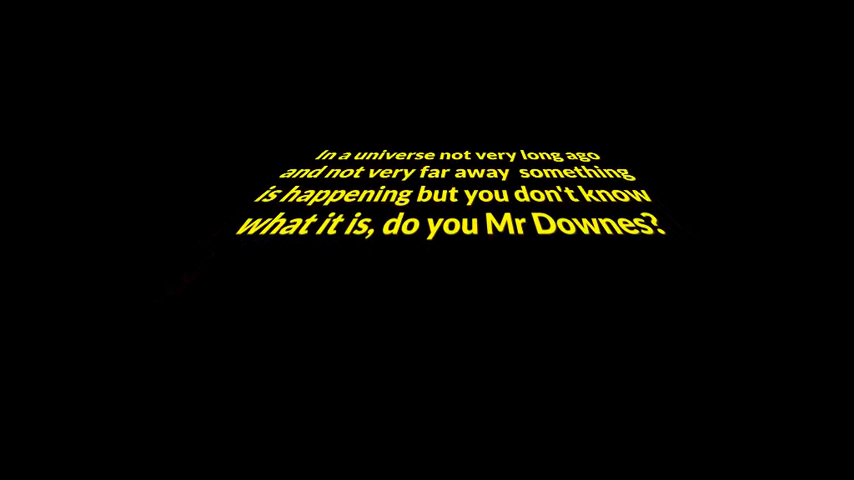 In a universe not very long ago
and not very far away  something
is happening but you don't know
what it is, do you Mr Downes?